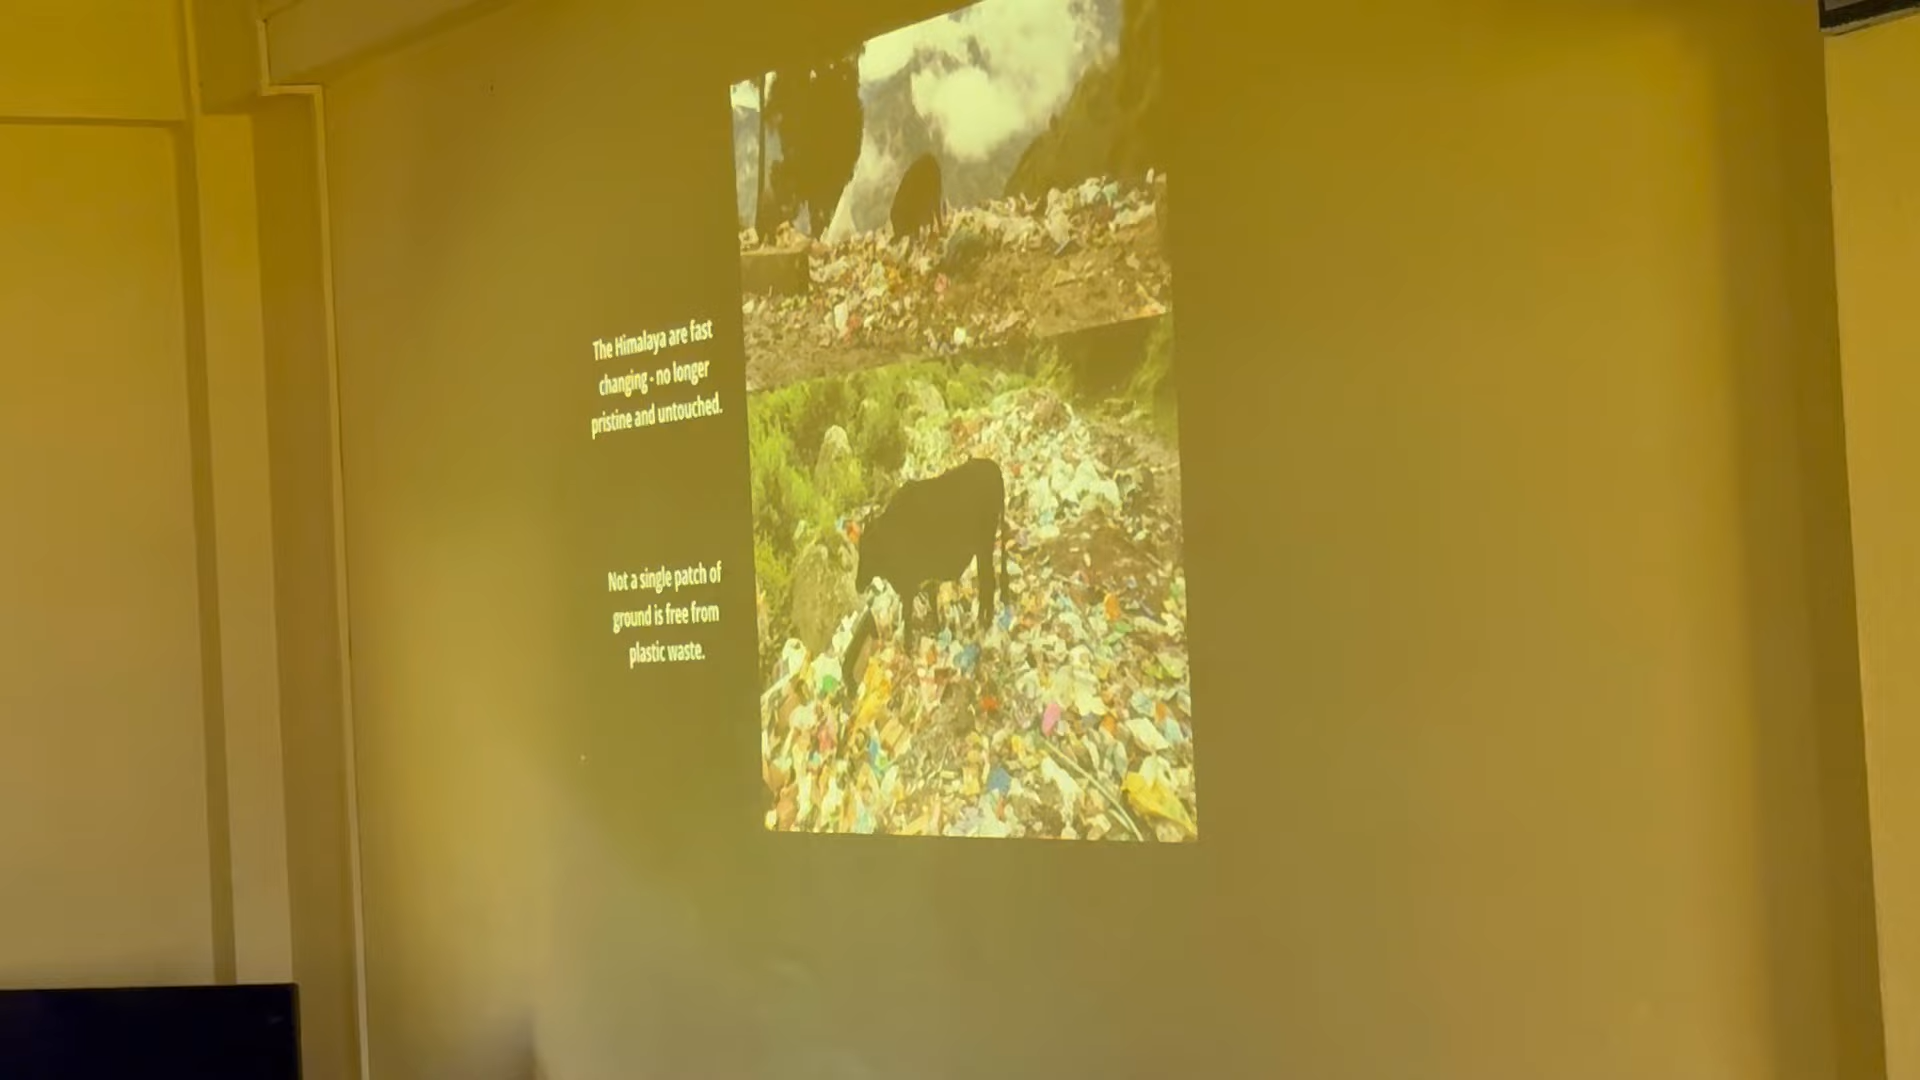 The Himalaya are fast
changing - no longer
pristine and untouched.
Not a single patch of
ground is free from
plastic waste.